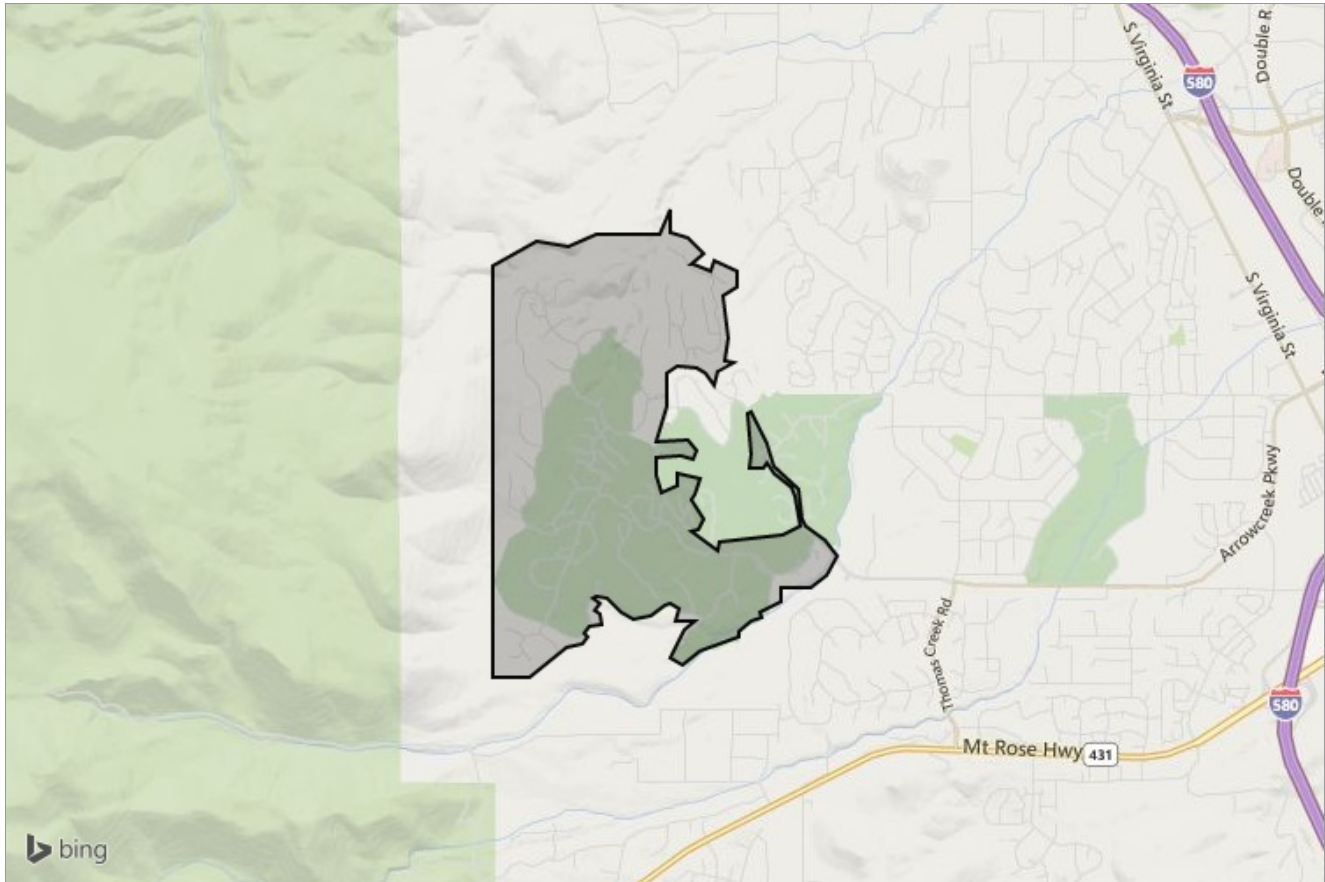 S Virginia St
580
Double R
Double
S Virginia St
Arrowcreek Pkwy
Thomas Creek Rd
580
Mt Rose Hwy
431
bing